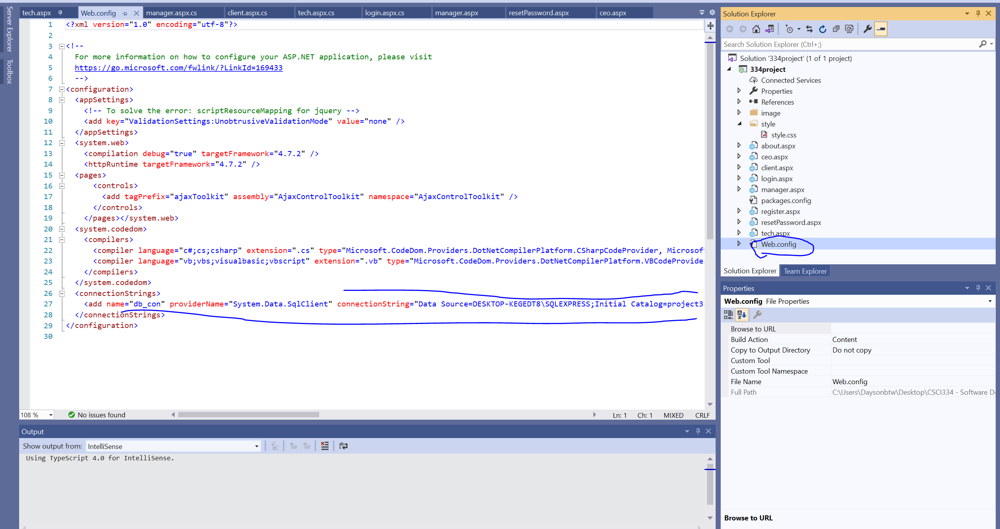 Server Explorer
Toolbox
tech.aspx
Web.config
manager.aspx.cs
client.aspx.cs
tech.aspx.cs
login.aspx.cs
manager.aspx
resetPassword.aspx
ceo.aspx
1 <?xml version="1.0" encoding="utf-8"?>
2
3 <!--
4 For more information on how to configure your ASP.NET application, please visit
5 https://go.microsoft.com/fwlink/?LinkId=169433
6 -->
7 <configuration>
8 <appSettings>
9 <!-- To solve the error: scriptResourceMapping for jquery -->
10 <add key="ValidationSettings:UnobtrusiveValidationMode" value="none" />
11 </appSettings>
12 <system.web>
13 <compilation debug="true" targetFramework="4.7.2" />
14 <httpRuntime targetFramework="4.7.2" />
15 <pages>
16 <controls>
17 <add tagPrefix="ajaxToolkit" assembly="AjaxControlToolkit" namespace="AjaxControlToolkit" />
18 </controls>
19 </pages></system.web>
20 <system.codedom>
21 <compilers>
22 <compiler language="c#;cs;csharp" extension=".cs" type="Microsoft.CodeDom.Providers.DotNetCompilerPlatform.CSharpCodeProvider, Microsof
23 <compiler language="vb;vbs;visualbasic;vbscript" extension=".vb" type="Microsoft.CodeDom.Providers.DotNetCompilerPlatform.VBCodeProvide
24 </compilers>
25 </system.codedom>
26 <connectionStrings>
27 <add name="db_con" providerName="System.Data.SqlClient" connectionString="Data Source=DESKTOP-KEGEDT8\SQLEXPRESS;Initial Catalog=project3
28 </connectionStrings>
29 </configuration>
30
108 %
No issues found
Ln: 1
Ch: 1
MIXED
CRLF
Output
Show output from: IntelliSense
Using TypeScript 4.0 for IntelliSense.
Solution Explorer
Search Solution Explorer (Ctrl+;)
Solution '334project' (1 of 1 project)
334project
Connected Services
Properties
References
image
style
style.css
about.aspx
ceo.aspx
client.aspx
login.aspx
manager.aspx
packages.config
register.aspx
resetPassword.aspx
tech.aspx
Web.config
Solution Explorer
Team Explorer
Properties
Web.config File Properties
Browse to URL
Build Action Content
Copy to Output Directory Do not copy
Custom Tool
Custom Tool Namespace
File Name Web.config
Full Path C:\Users\Daysonbtw\Desktop\CSCI334 - Software D
Browse to URL